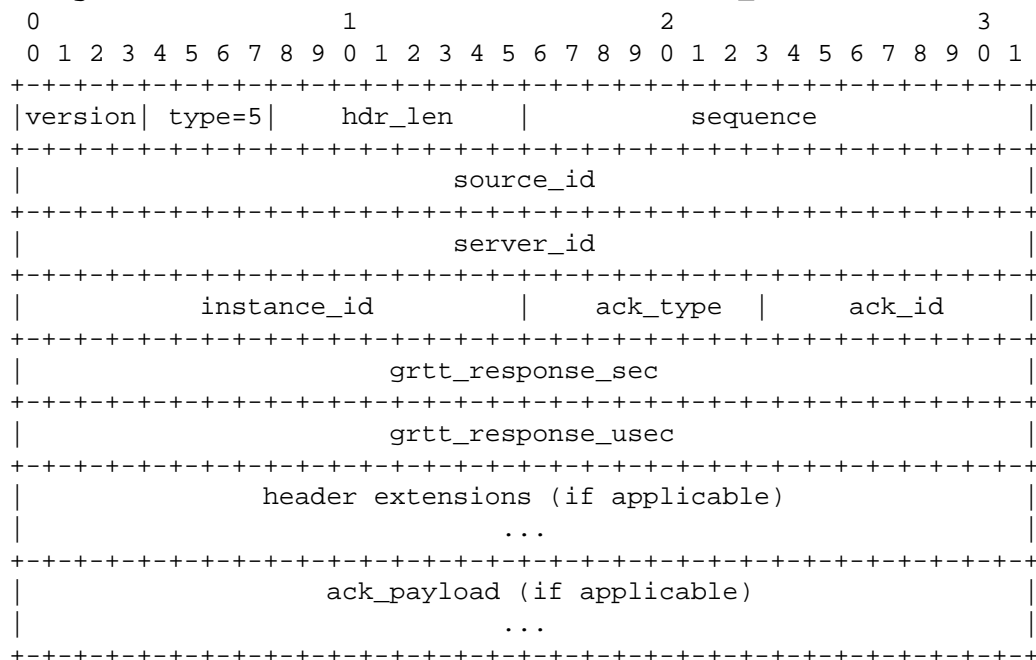 0                   1                   2                   3
0 1 2 3 4 5 6 7 8 9 0 1 2 3 4 5 6 7 8 9 0 1 2 3 4 5 6 7 8 9 0 1
+-+-+-+-+-+-+-+-+-+-+-+-+-+-+-+-+-+-+-+-+-+-+-+-+-+-+-+-+-+-+-+-+
|version| type=5|    hdr_len    |          sequence             |
+-+-+-+-+-+-+-+-+-+-+-+-+-+-+-+-+-+-+-+-+-+-+-+-+-+-+-+-+-+-+-+-+
|                           source_id                           |
+-+-+-+-+-+-+-+-+-+-+-+-+-+-+-+-+-+-+-+-+-+-+-+-+-+-+-+-+-+-+-+-+
|                           server_id                           |
+-+-+-+-+-+-+-+-+-+-+-+-+-+-+-+-+-+-+-+-+-+-+-+-+-+-+-+-+-+-+-+-+
|           instance_id         |    ack_type   |     ack_id    |
+-+-+-+-+-+-+-+-+-+-+-+-+-+-+-+-+-+-+-+-+-+-+-+-+-+-+-+-+-+-+-+-+
|                       grtt_response_sec                       |
+-+-+-+-+-+-+-+-+-+-+-+-+-+-+-+-+-+-+-+-+-+-+-+-+-+-+-+-+-+-+-+-+
|                       grtt_response_usec                      |
+-+-+-+-+-+-+-+-+-+-+-+-+-+-+-+-+-+-+-+-+-+-+-+-+-+-+-+-+-+-+-+-+
|               header extensions (if applicable)               |
|                              ...                              |
+-+-+-+-+-+-+-+-+-+-+-+-+-+-+-+-+-+-+-+-+-+-+-+-+-+-+-+-+-+-+-+-+
|                   ack_payload (if applicable)                 |
|                              ...                              |
+-+-+-+-+-+-+-+-+-+-+-+-+-+-+-+-+-+-+-+-+-+-+-+-+-+-+-+-+-+-+-+-+